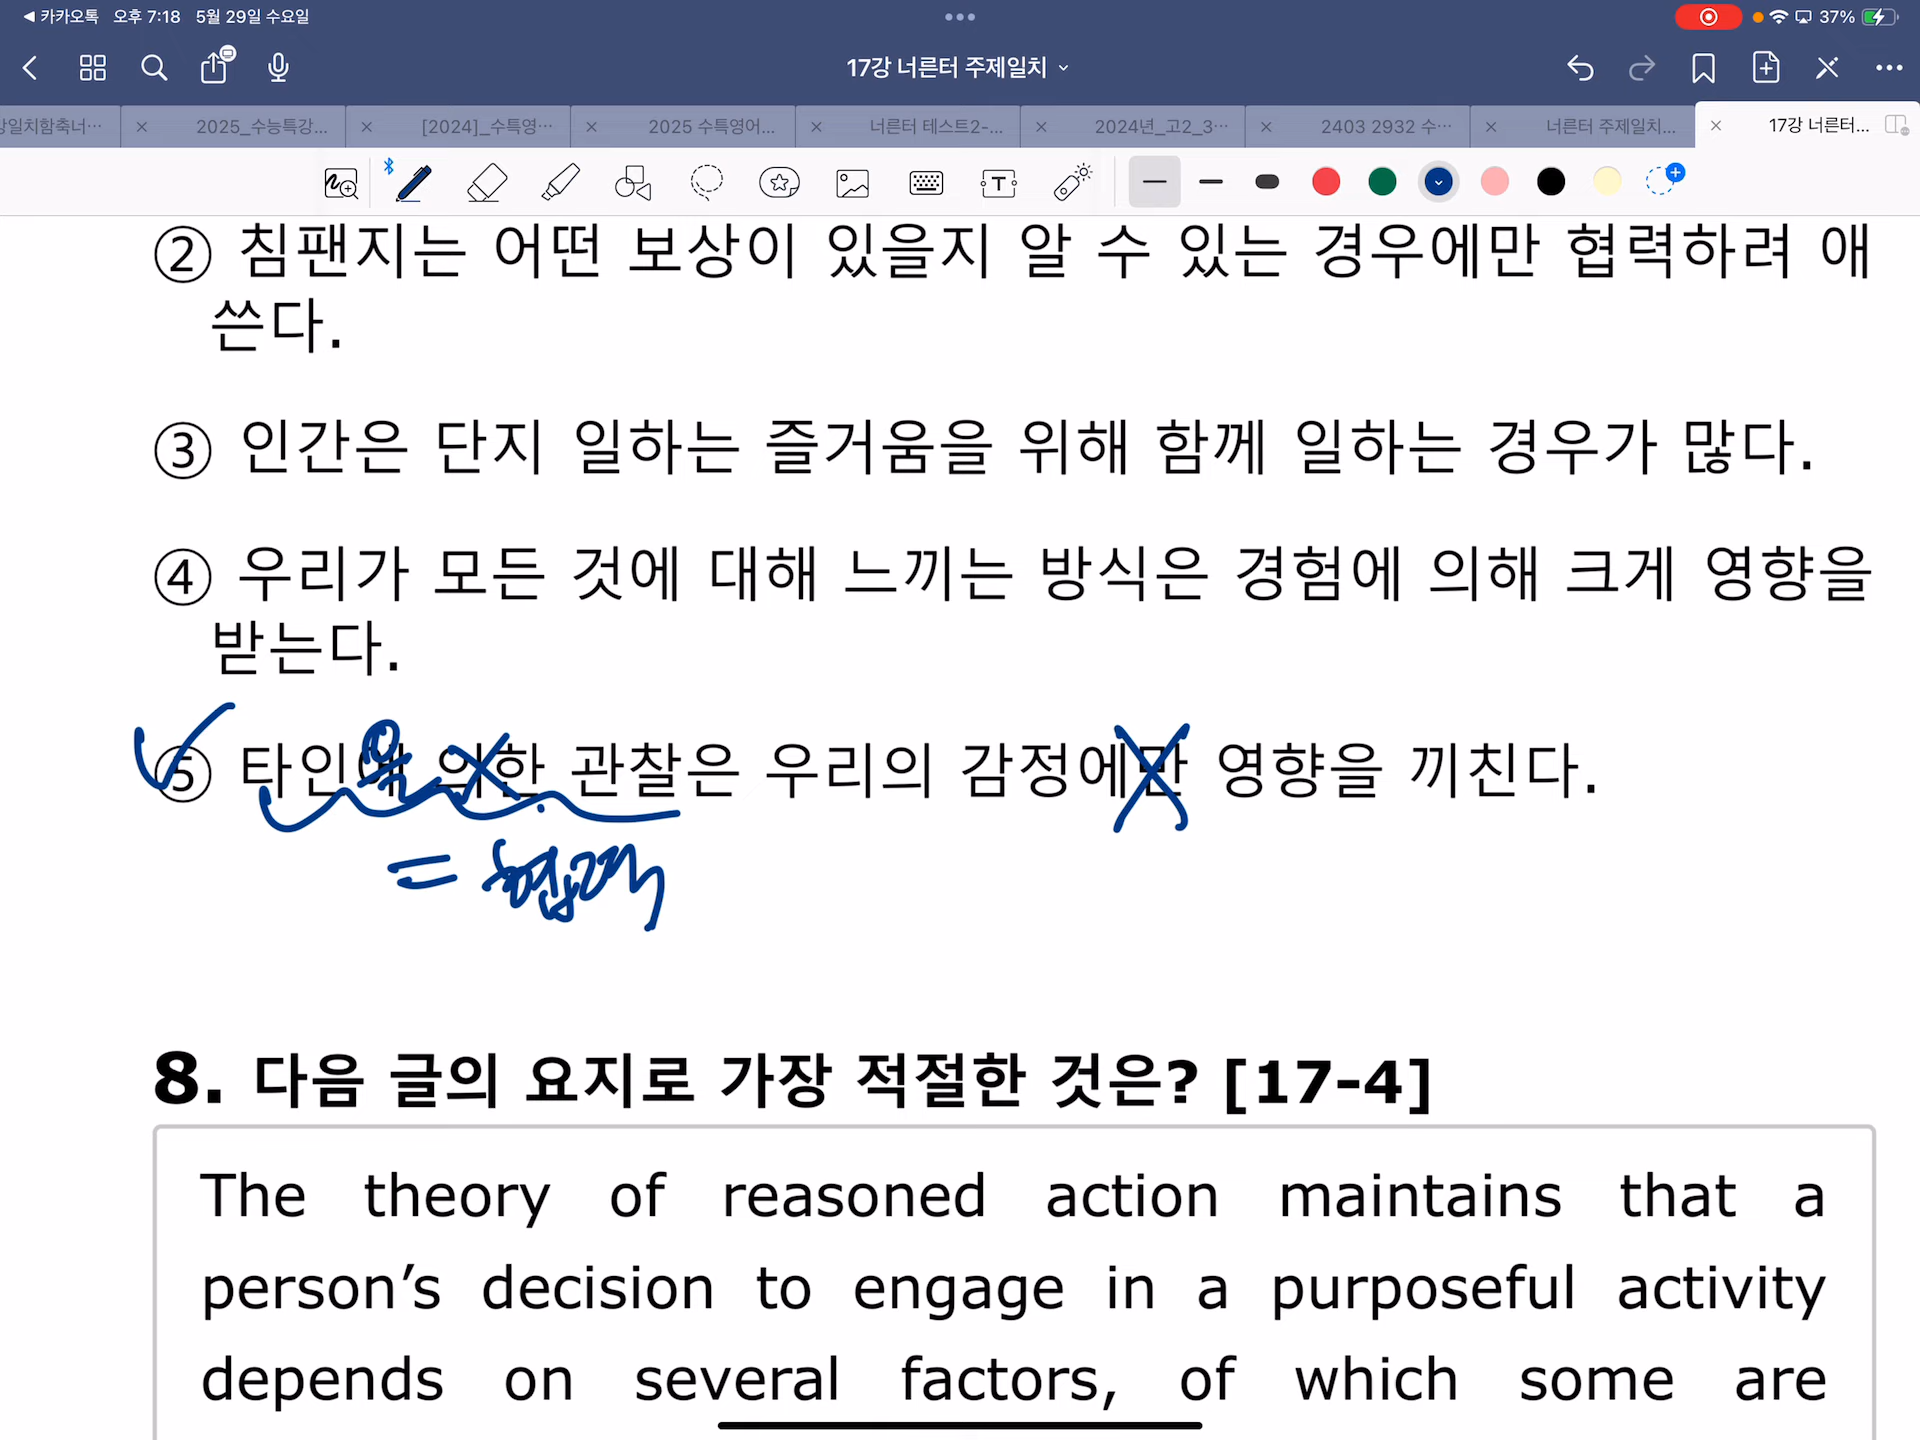 카카오톡 오후 7:18 5월 29일 수요일 37%
17강 너른터 주제일치
강일치함축너… 2025_수능특강... [2024]_수특영… 2025 수특영어... 너른터 테스트2-... 2024년_고2_3… 2403 2932 수… 너른터 주제일치... 17강 너른터...
② 침팬지는 어떤 보상이 있을지 알 수 있는 경우에만 협력하려 애
쓴다.
③ 인간은 단지 일하는 즐거움을 위해 함께 일하는 경우가 많다.
④ 우리가 모든 것에 대해 느끼는 방식은 경험에 의해 크게 영향을
받는다.
⑤ 타인에 의한 관찰은 우리의 감정에만 영향을 끼친다.
= 협력
8. 다음 글의 요지로 가장 적절한 것은? [17-4]
The theory of reasoned action maintains that a
person’s decision to engage in a purposeful activity
depends on several factors, of which some are